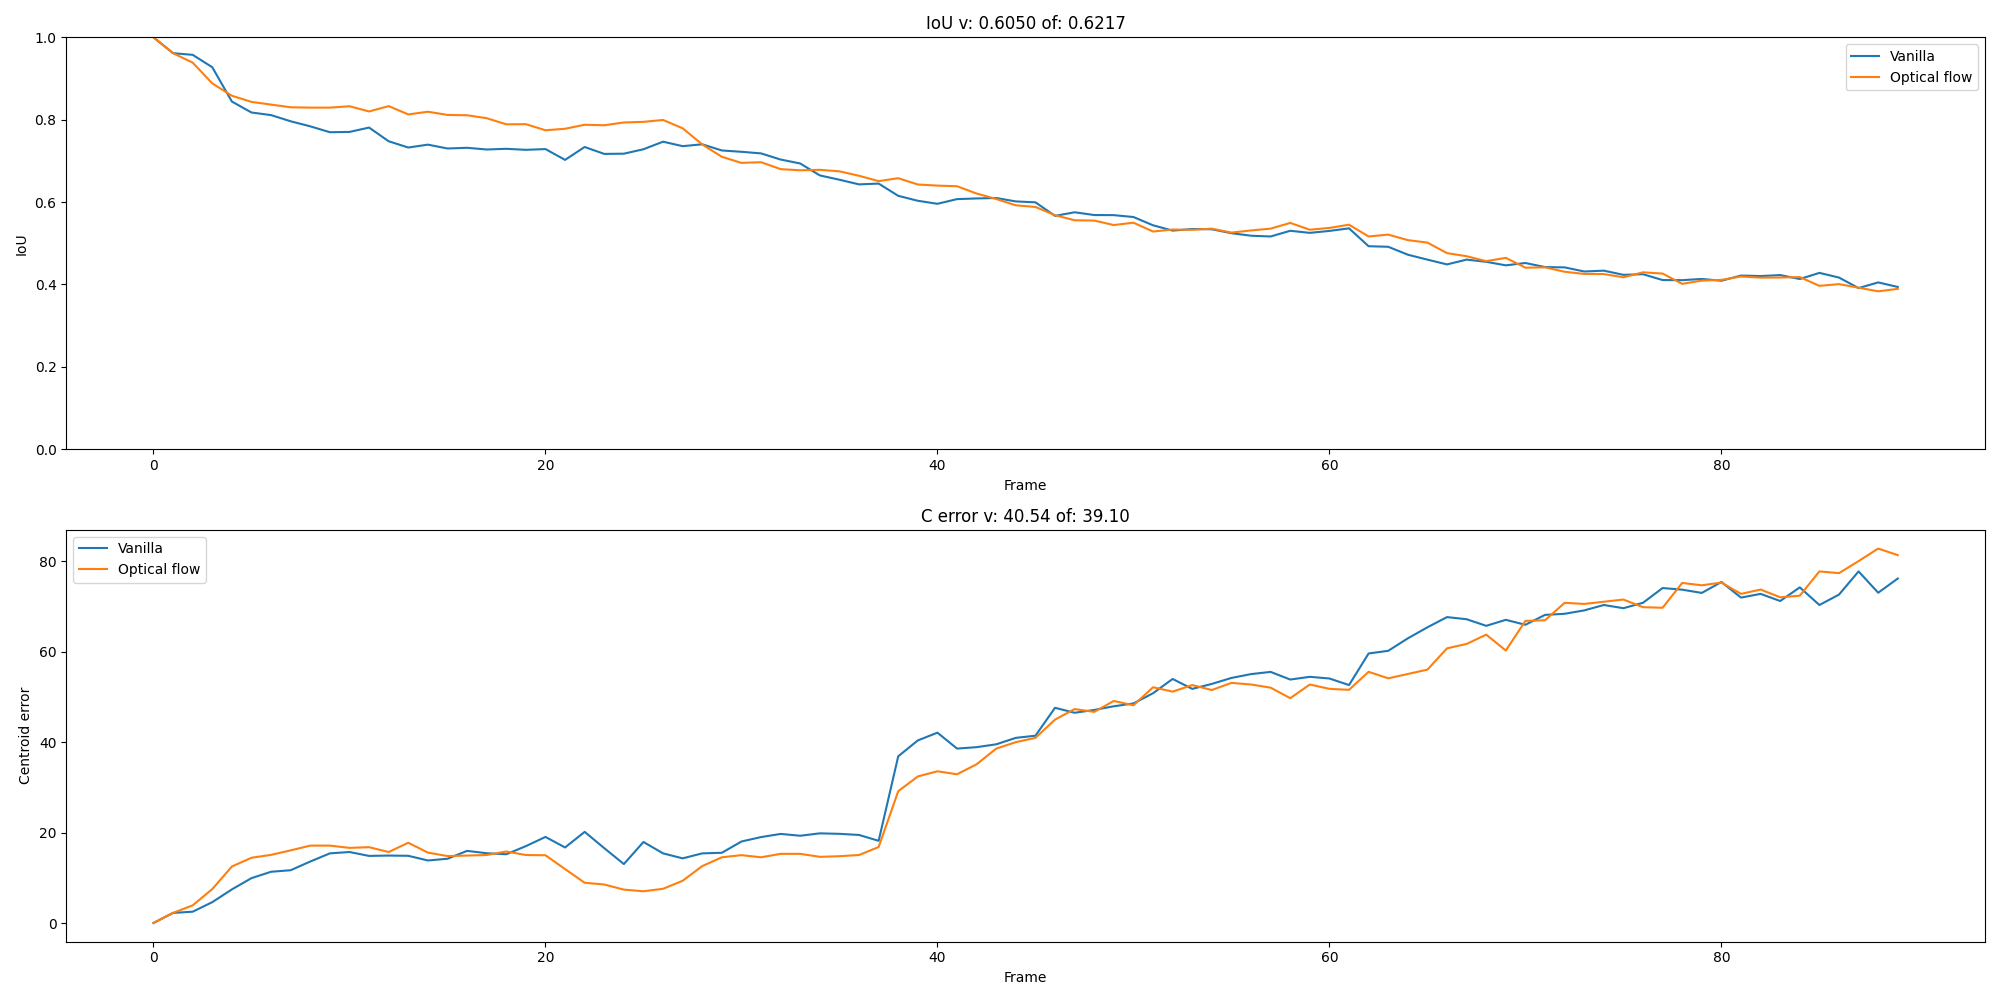 IoU v: 0.6050 of: 0.6217
1.0
0.8
0.6
0.4
0.2
0.0
IoU
Vanilla
Optical flow
0 20 40 60 80
Frame
C error v: 40.54 of: 39.10
Vanilla
Optical flow
80
60
40
20
0
Centroid error
0 20 40 60 80
Frame